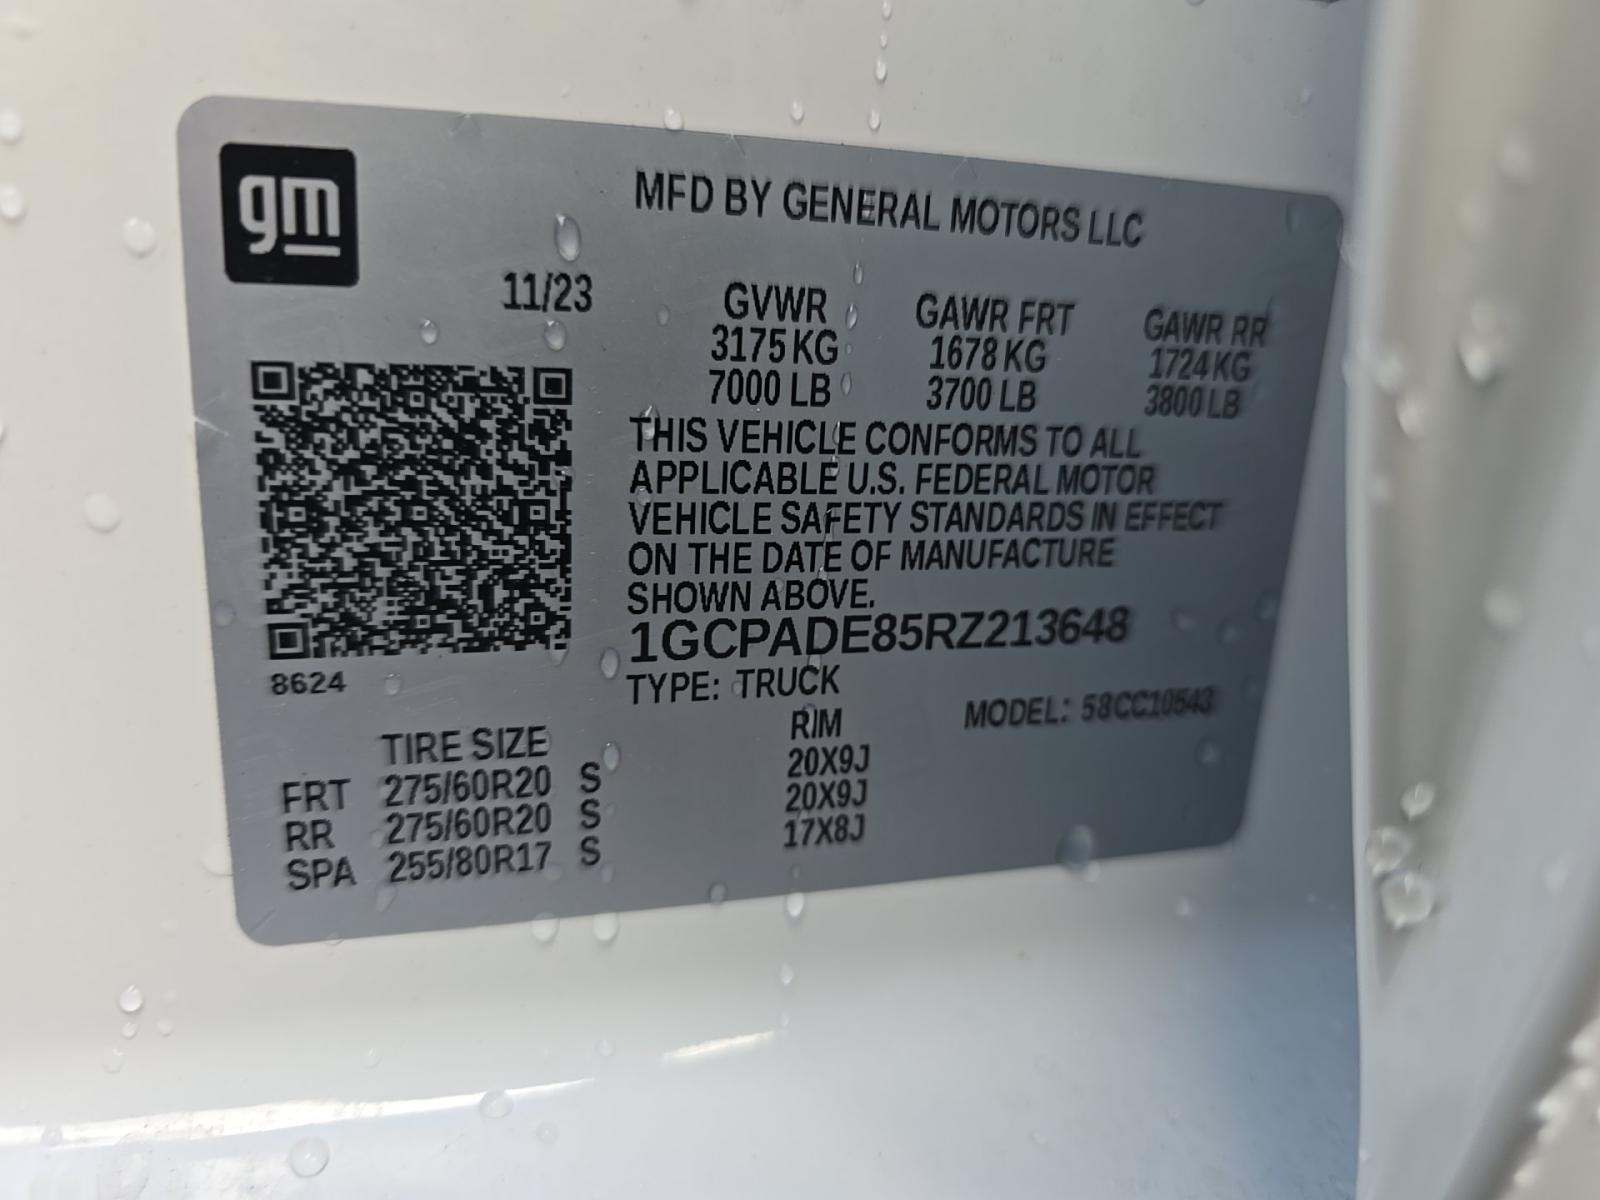 gm
MFD BY GENERAL MOTORS LLC
11/23
GVWR GAWR FRT GAWR RR
3175 KG 1678 KG 1724 KG
7000 LB 3700 LB 3800 LB
THIS VEHICLE CONFORMS TO ALL
APPLICABLE U.S. FEDERAL MOTOR
VEHICLE SAFETY STANDARDS IN EFFECT
ON THE DATE OF MANUFACTURE
SHOWN ABOVE.
1GCPADE85RZ213648
8624
TYPE: TRUCK MODEL: 58CC10543
TIRE SIZE RIM
FRT 275/60R20 S 20X9J
RR 275/60R20 S 20X9J
SPA 255/80R17 S 17X8J